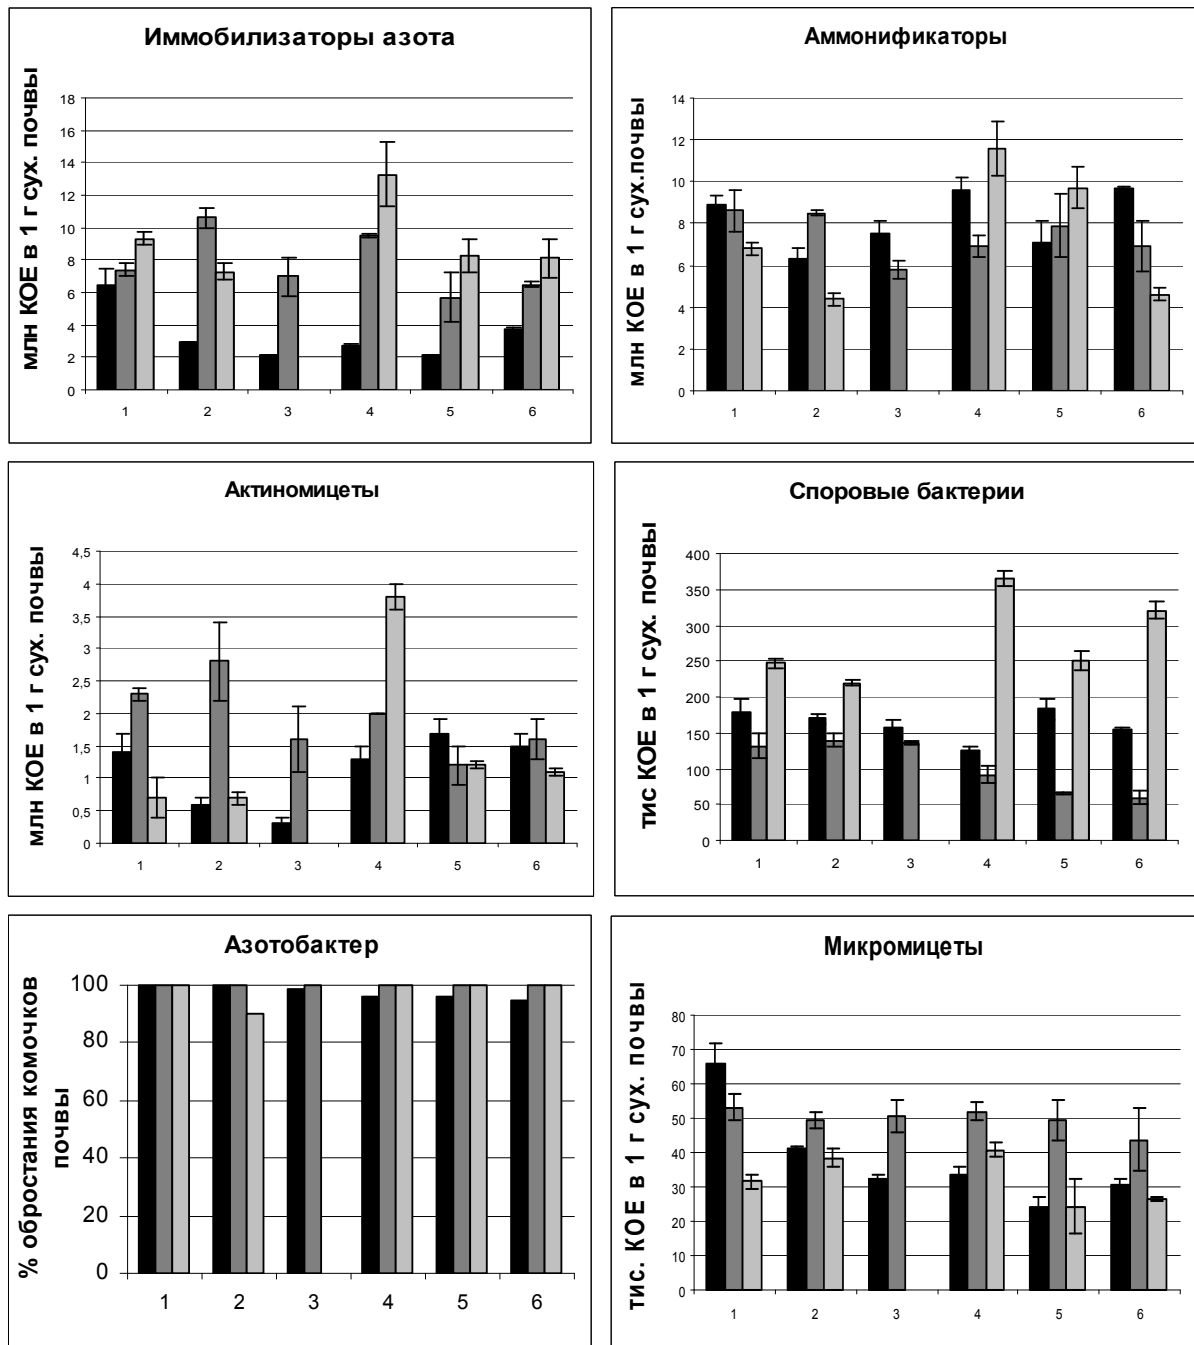 Иммобилизаторы азота
млн КОЕ в 1 г сух. почвы
18
16
14
12
10
8
6
4
2
0
1 2 3 4 5 6
Аммонификаторы
млн КОЕ в 1 г сух.почвы
14
12
10
8
6
4
2
0
1 2 3 4 5 6
Актиномицеты
млн КОЕ в 1 г сух. почвы
4,5
4
3,5
3
2,5
2
1,5
1
0,5
0
1 2 3 4 5 6
Споровые бактерии
тис КОЕ в 1 г сух. почвы
400
350
300
250
200
150
100
50
0
1 2 3 4 5 6
Азотобактер
% обростания комочков
почвы
100
80
60
40
20
0
1 2 3 4 5 6
Микромицеты
тис. КОЕ в 1 г сух. почвы
80
70
60
50
40
30
20
10
0
1 2 3 4 5 6